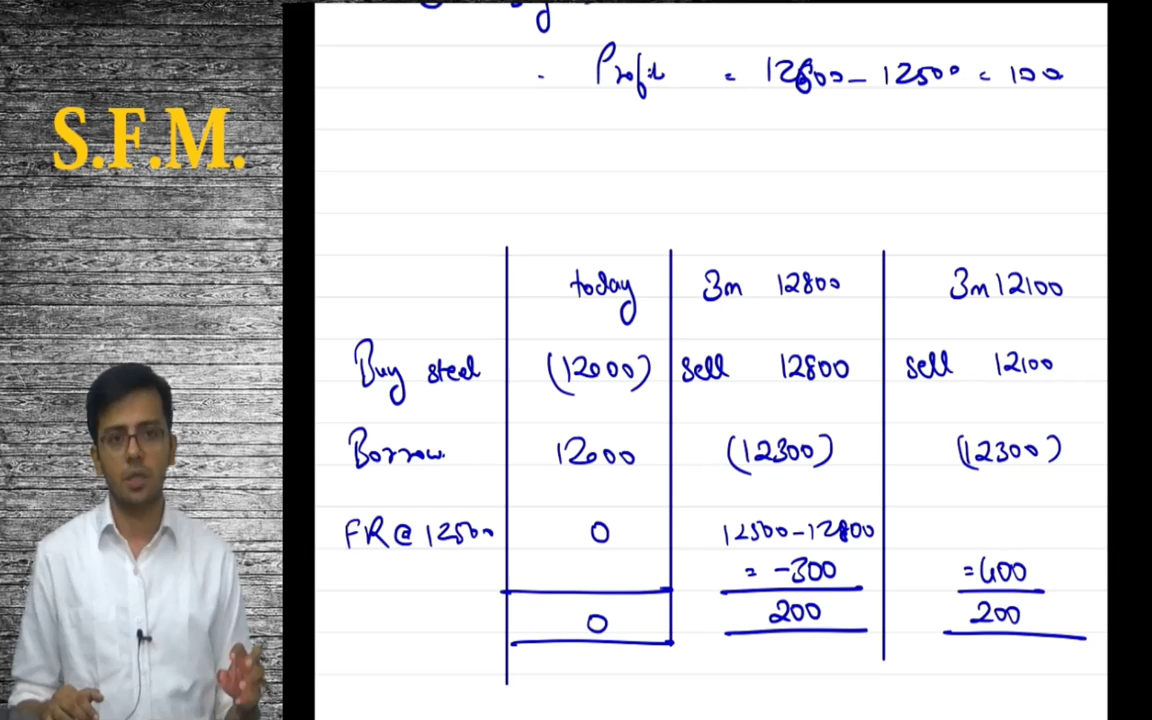 S.F.M.
Profit = 12600 - 12500 = 100
today 3m 12800 3m 12100
Buy steel (12000) sell 12800 sell 12100
Borrow. 12000 (12300) (12300)
FR @ 12500 0 12500 - 12800
= -300 = 400
0 200 200